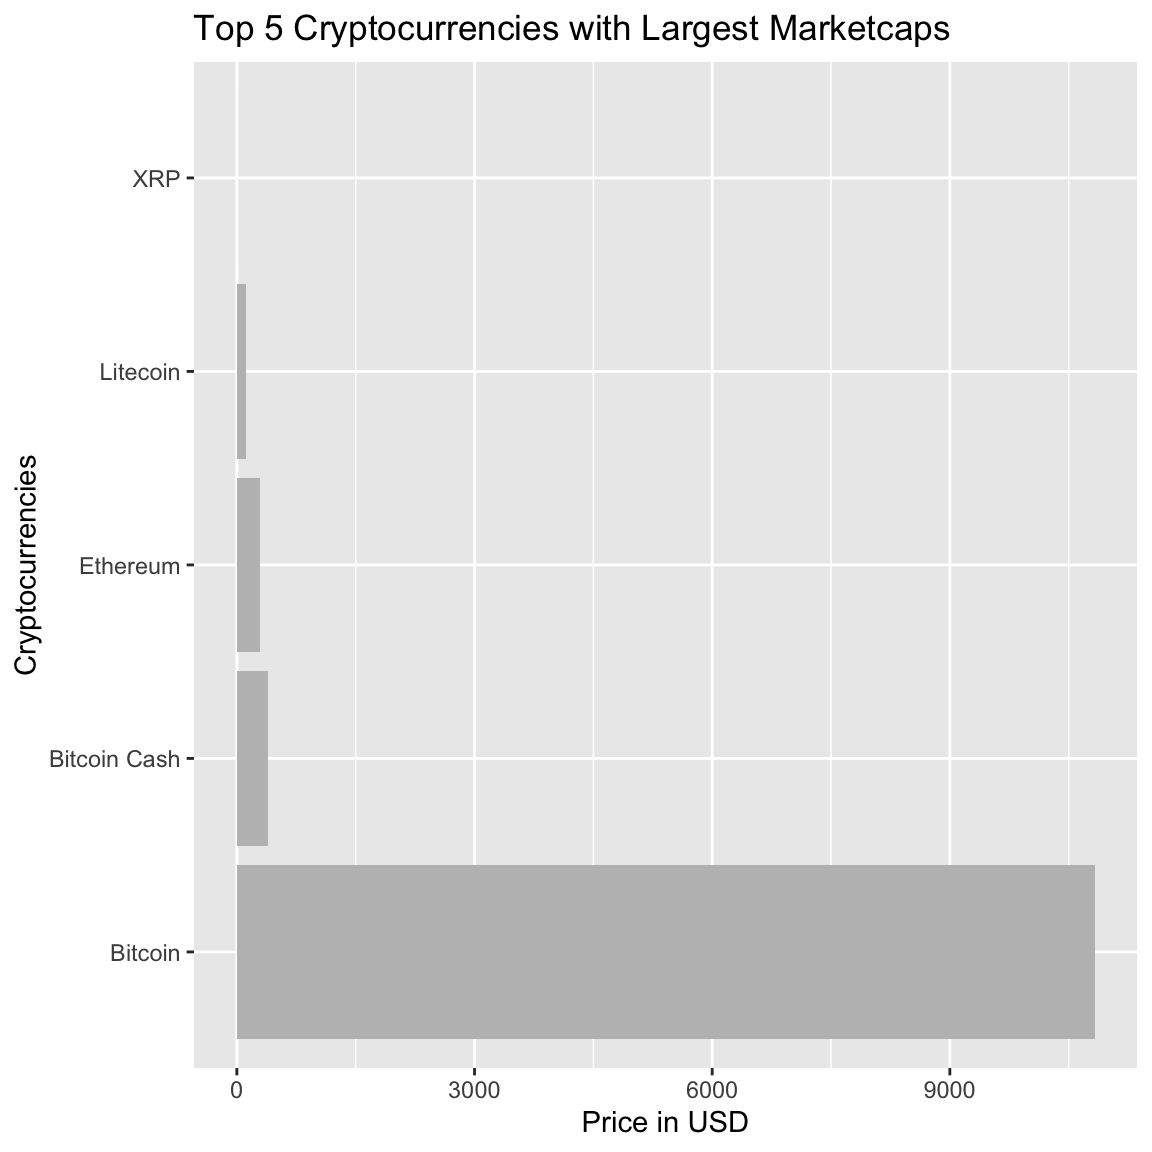 Top 5 Cryptocurrencies with Largest Marketcaps
XRP
Litecoin
Ethereum
Bitcoin Cash
Bitcoin
Cryptocurrencies
0 3000 6000 9000
Price in USD